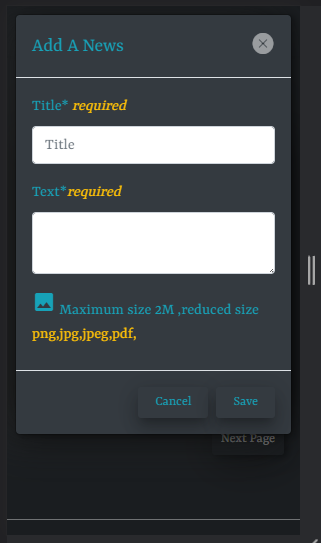 Add A News
Title* required
Title
Text*required
Maximum size 2M ,reduced size
png,jpg,jpeg,pdf,
Cancel Save
Next Page